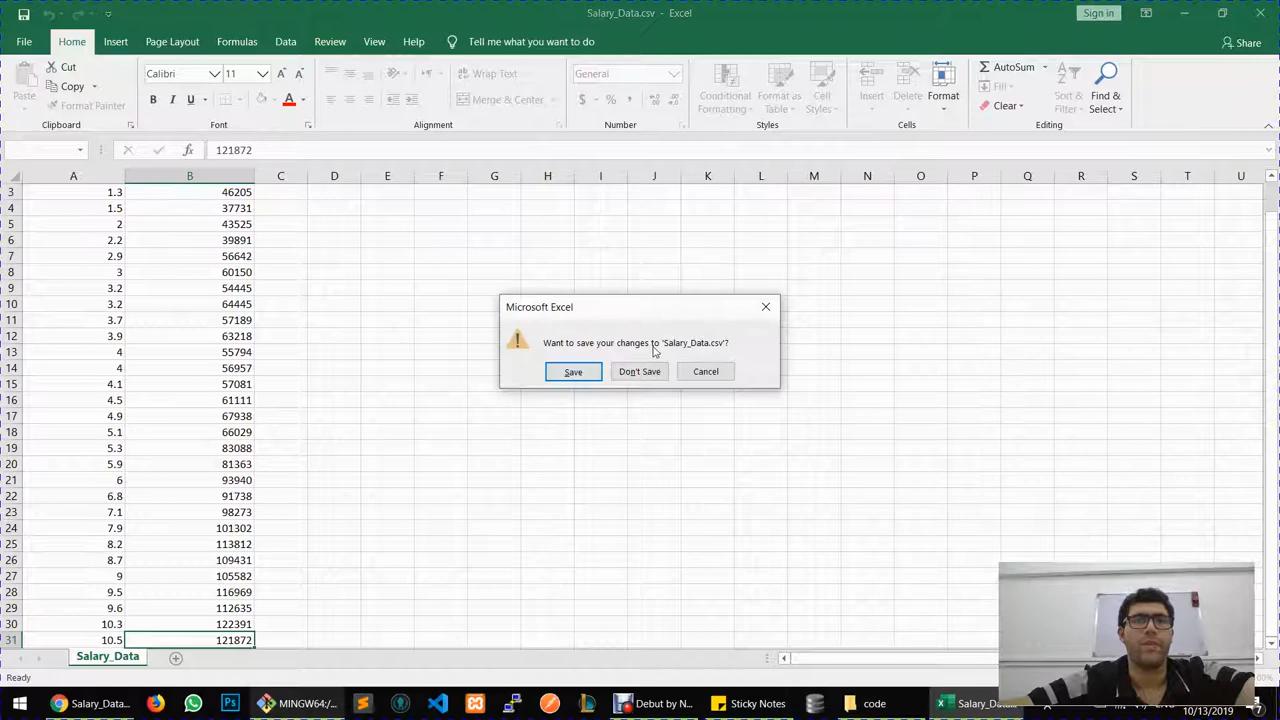 Salary_Data.csv - Excel
Sign in
File Home Insert Page Layout Formulas Data Review View Help Tell me what you want to do Share
Paste
Cut
Copy
Format Painter
Clipboard
Calibri 11
B I U
Font
Wrap Text
Merge & Center
Alignment
General
$ % ,
Number
Conditional Formatting
Format as Table
Cell Styles
Styles
Insert
Delete
Format
Cells
AutoSum
Fill
Clear
Sort & Filter
Find & Select
Editing
fx 121872
A B C D E F G H I J K L M N O P Q R S T U
3 1.3 46205
4 1.5 37731
5 2 43525
6 2.2 39891
7 2.9 56642
8 3 60150
9 3.2 54445
10 3.2 64445
11 3.7 57189
12 3.9 63218
13 4 55794
14 4 56957
15 4.1 57081
16 4.5 61111
17 4.9 67938
18 5.1 66029
19 5.3 83088
20 5.9 81363
21 6 93940
22 6.8 91738
23 7.1 98273
24 7.9 101302
25 8.2 113812
26 8.7 109431
27 9 105582
28 9.5 116969
29 9.6 112635
30 10.3 122391
31 10.5 121872
Microsoft Excel
Want to save your changes to 'Salary_Data.csv'?
Save Don't Save Cancel
Salary_Data
Ready
Salary_Data... Ps MINGW64:/... Debut by N... Sticky Notes code Salary_Data...
10/13/2019